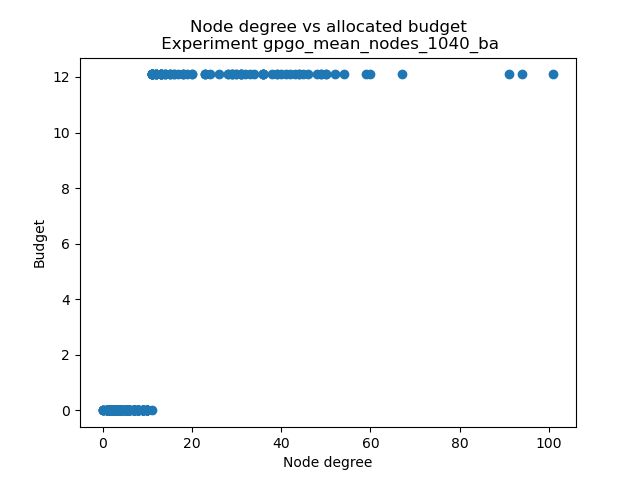 Node degree vs allocated budget
Experiment gpgo_mean_nodes_1040_ba
12
10
8
6
4
2
0
Budget
0 20 40 60 80 100
Node degree